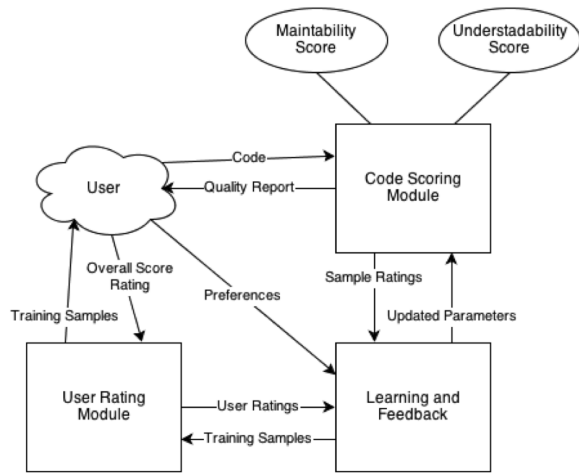 Maintability
Score
Understadability
Score
Code
Quality Report
User
Code Scoring
Module
Overall Score
Rating
Sample Ratings
Preferences
Training Samples
Updated Parameters
User Rating
Module
User Ratings
Training Samples
Learning and
Feedback